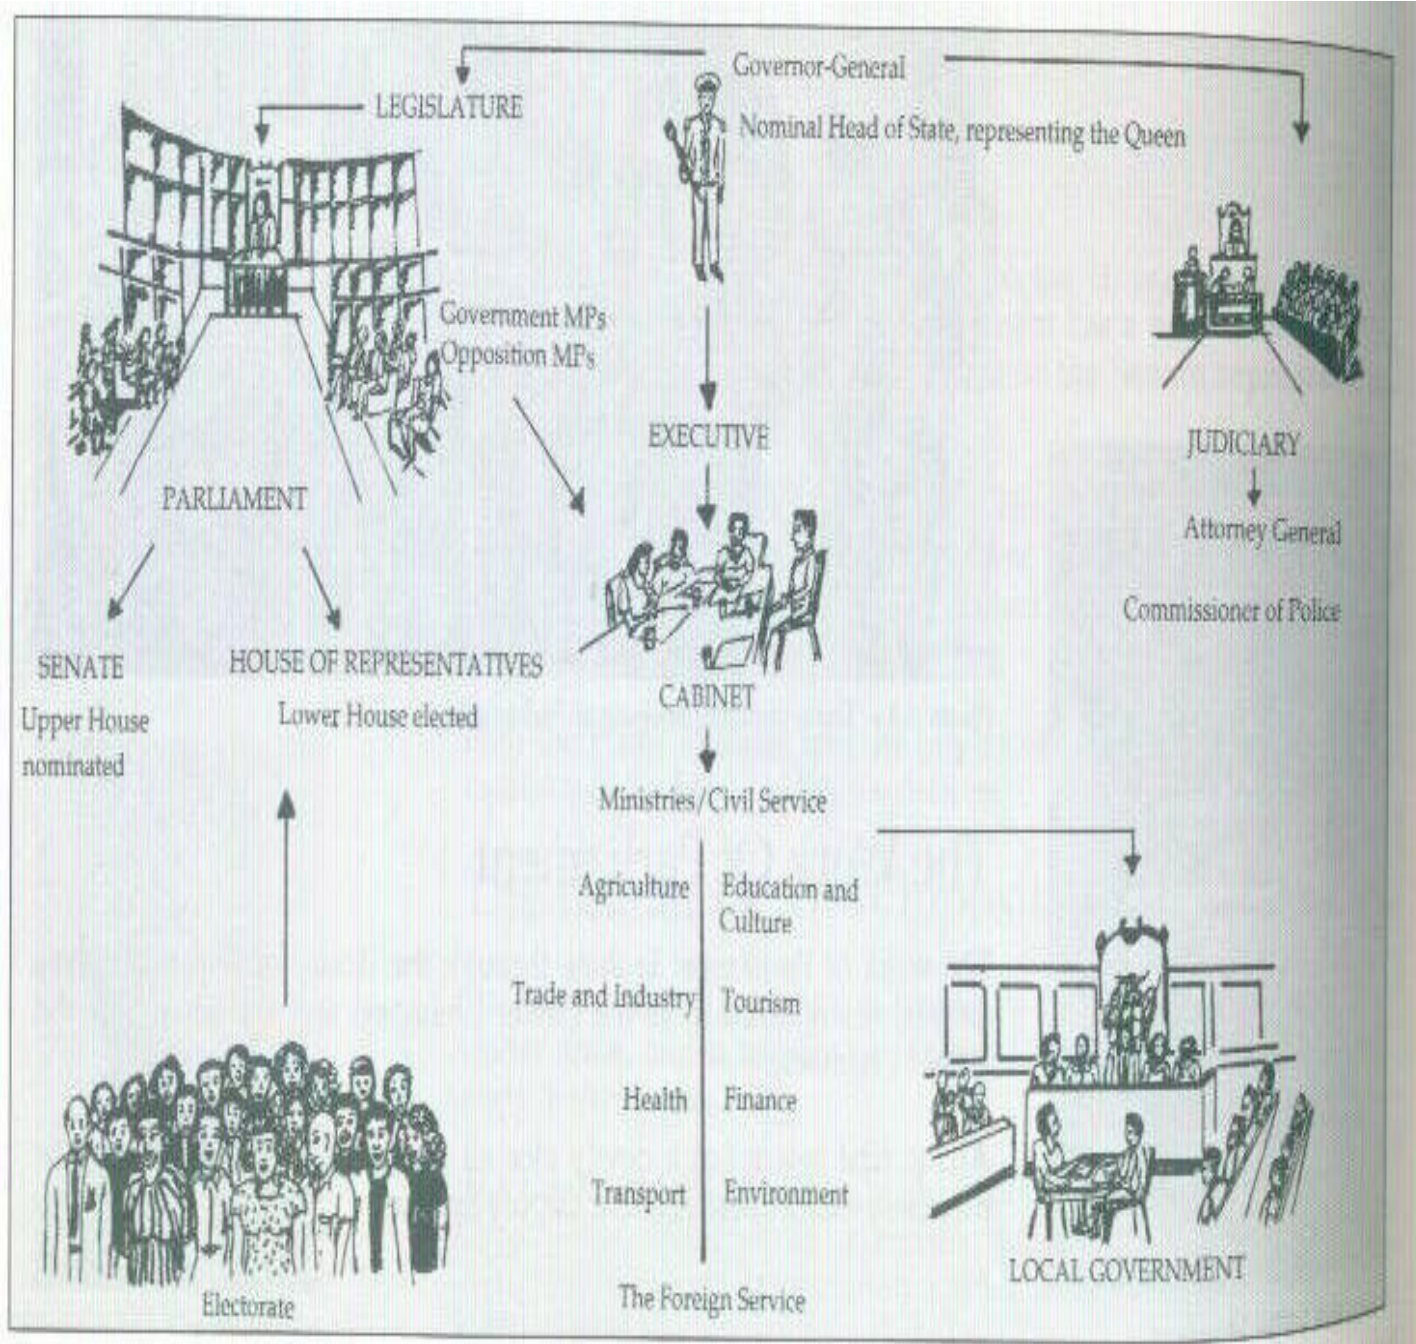 Governor-General
LEGISLATURE
Nominal Head of State, representing the Queen
Government MPs
Opposition MPs
EXECUTIVE
JUDICIARY
PARLIAMENT
Attorney General
Commissioner of Police
SENATE
HOUSE OF REPRESENTATIVES
Upper House
nominated
Lower House elected
CABINET
Ministries/Civil Service
Agriculture
Education and
Culture
Trade and Industry
Tourism
Health
Finance
Transport
Environment
LOCAL GOVERNMENT
Electorate
The Foreign Service